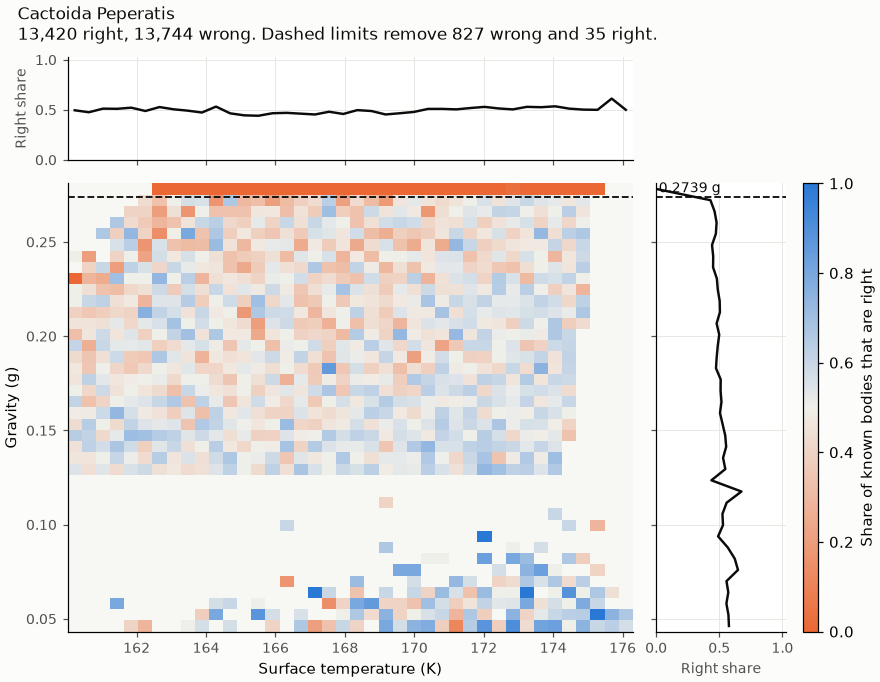 Cactoida Peperatis
13,420 right, 13,744 wrong. Dashed limits remove 827 wrong and 35 right.
Right share
1.0
0.5
0.0
0.2739 g
Gravity (g)
0.25
0.20
0.15
0.10
0.05
162 164 166 168 170 172 174 176
Surface temperature (K)
0.0 0.5 1.0
Right share
1.0
0.8
0.6
0.4
0.2
0.0
Share of known bodies that are right